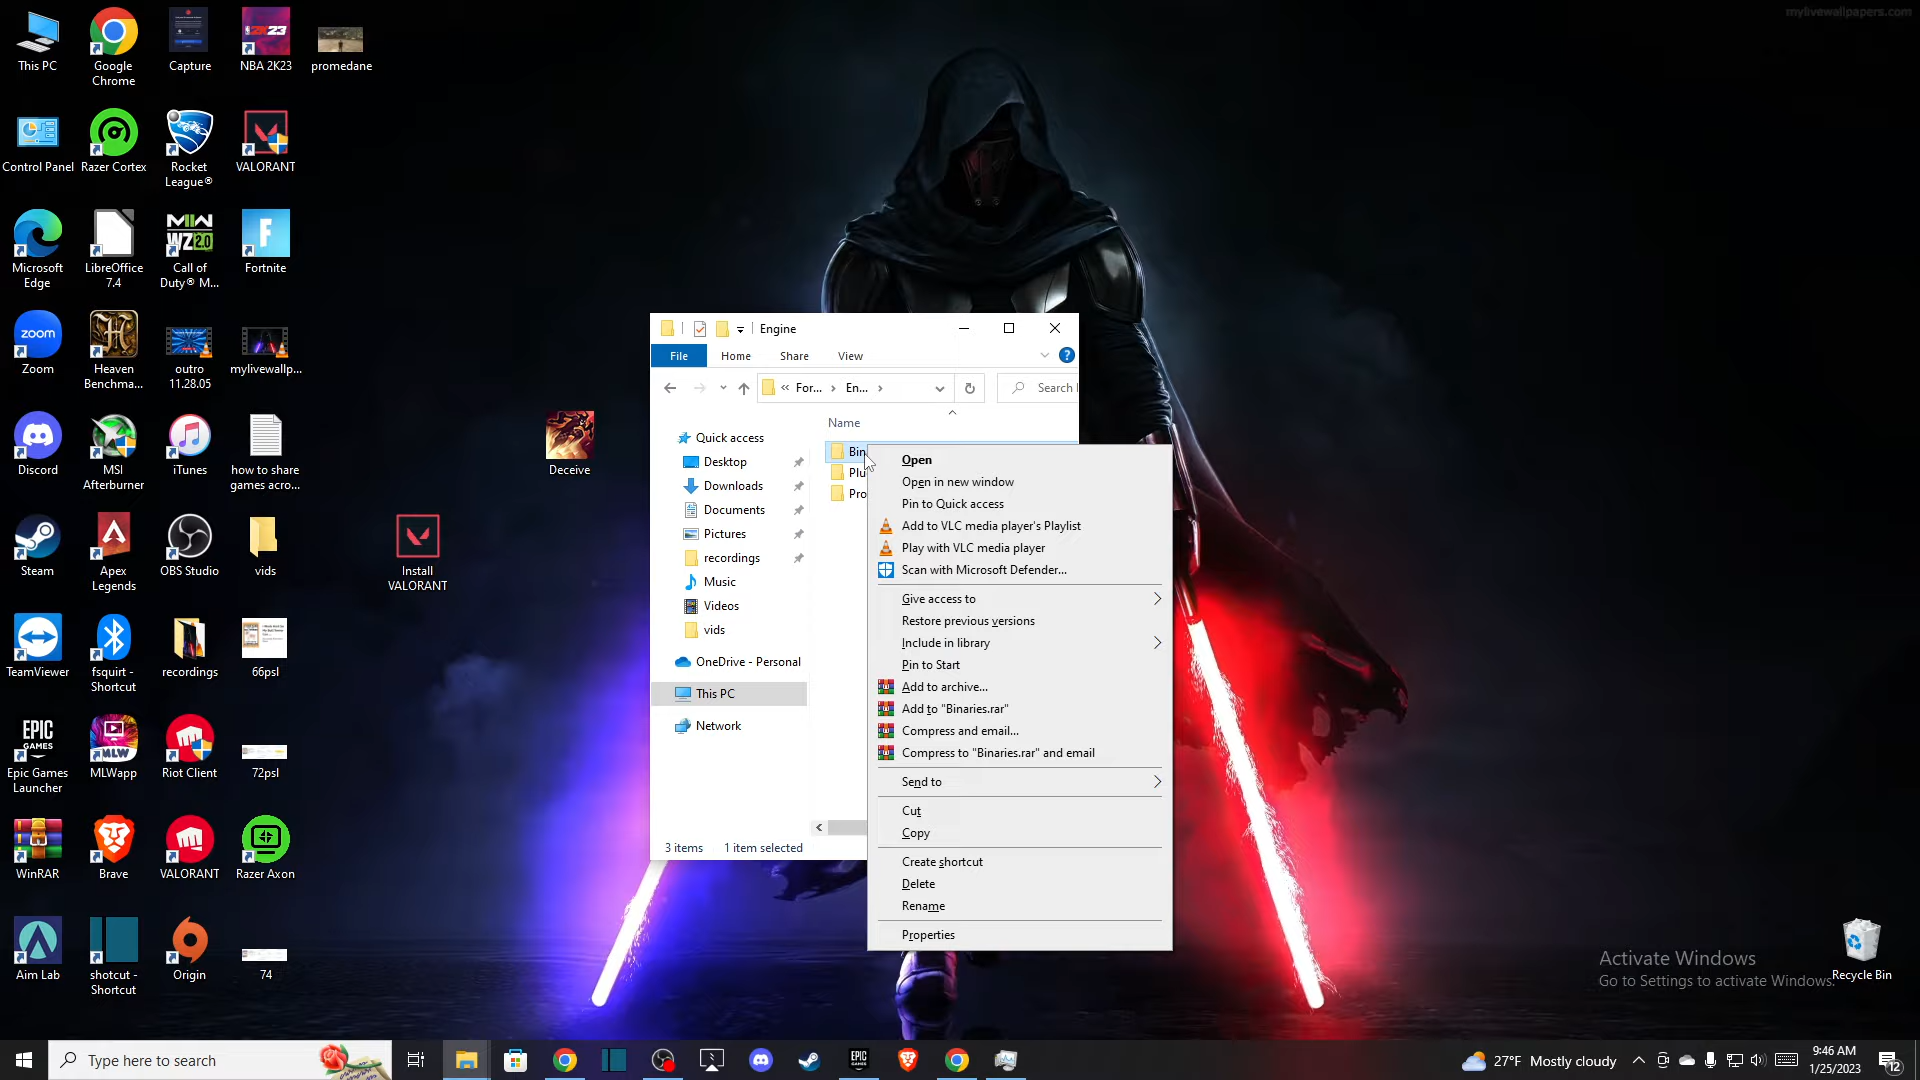 mylivewallpapers.com
This PC
Google
Chrome
Capture
NBA 2K23
promedane
Control Panel
Razer Cortex
Rocket
League®
VALORANT
Microsoft
Edge
LibreOffice
7.4
Call of
Duty® M...
Fortnite
zoom
Zoom
Heaven
Benchma...
outro
11.28.05
mylivewallp...
Discord
MSI
Afterburner
iTunes
how to share
games acro...
Deceive
Steam
Apex
Legends
OBS Studio
vids
Install
VALORANT
TeamViewer
fsquirt -
Shortcut
recordings
66psl
EPIC
GAMES
Epic Games
Launcher
MLW
MLWapp
Riot Client
72psl
WinRAR
Brave
VALORANT
Razer Axon
Aim Lab
shotcut -
Shortcut
Origin
74
Engine
File
Home
Share
View
« For... › En... ›
Search
Name
Quick access
Desktop
Downloads
Documents
Pictures
recordings
Music
Videos
vids
OneDrive - Personal
This PC
Network
Bin
Plu
Pro
3 items
1 item selected
Open
Open in new window
Pin to Quick access
Add to VLC media player's Playlist
Play with VLC media player
Scan with Microsoft Defender...
Give access to
Restore previous versions
Include in library
Pin to Start
Add to archive...
Add to "Binaries.rar"
Compress and email...
Compress to "Binaries.rar" and email
Send to
Cut
Copy
Create shortcut
Delete
Rename
Properties
Activate Windows
Go to Settings to activate Windows.
Recycle Bin
Type here to search
27°F Mostly cloudy
9:46 AM
1/25/2023
12